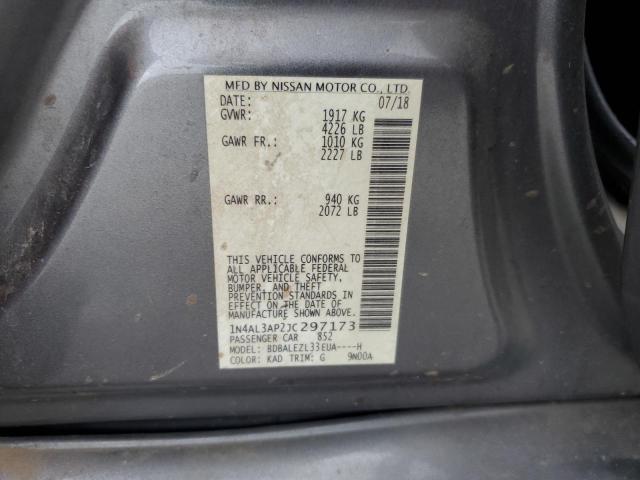 MFD BY NISSAN MOTOR CO., LTD.
DATE: 07/18
GVWR: 1917 KG
4226 LB
GAWR FR.: 1010 KG
2227 LB
GAWR RR.: 940 KG
2072 LB
THIS VEHICLE CONFORMS TO
ALL APPLICABLE FEDERAL
MOTOR VEHICLE SAFETY,
BUMPER, AND THEFT
PREVENTION STANDARDS IN
EFFECT ON THE DATE OF
MANUFACTURE SHOWN ABOVE.
1N4AL3AP2JC297173
PASSENGER CAR 852
MODEL: BDBALEZL33EUA----H
COLOR: KAD TRIM: G 9N00A